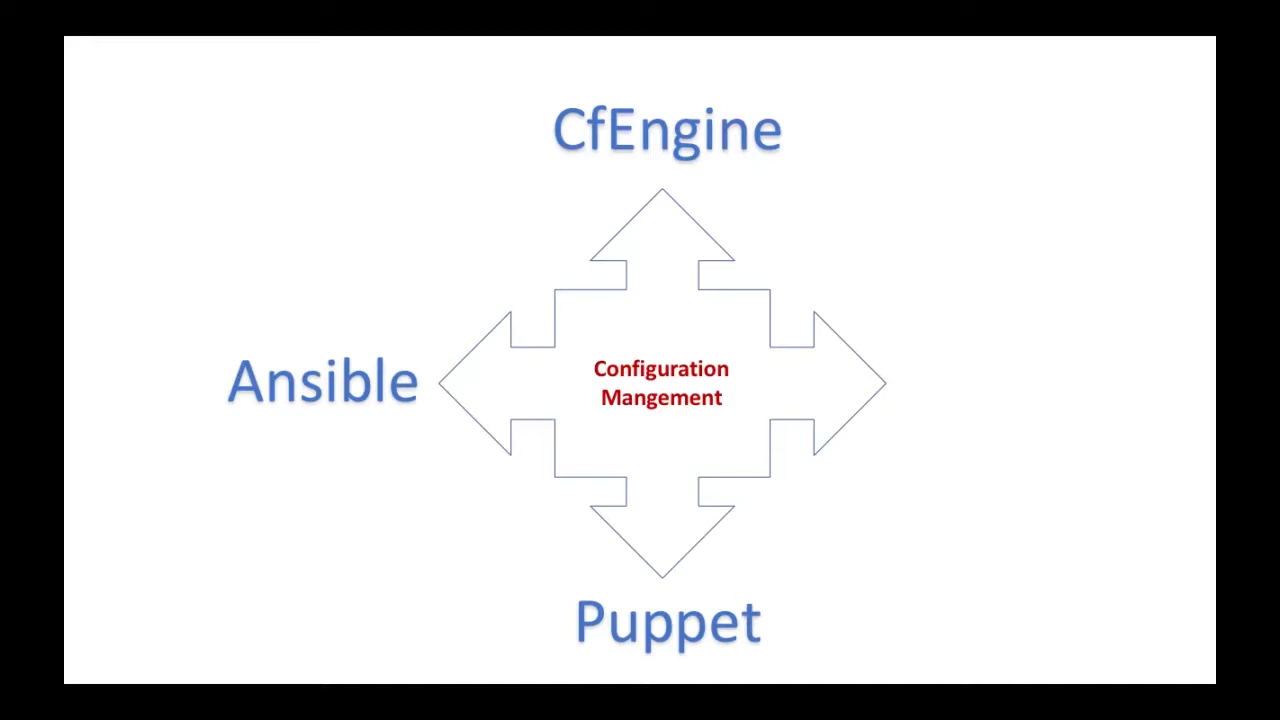 CfEngine
Ansible
Configuration
Mangement
Puppet